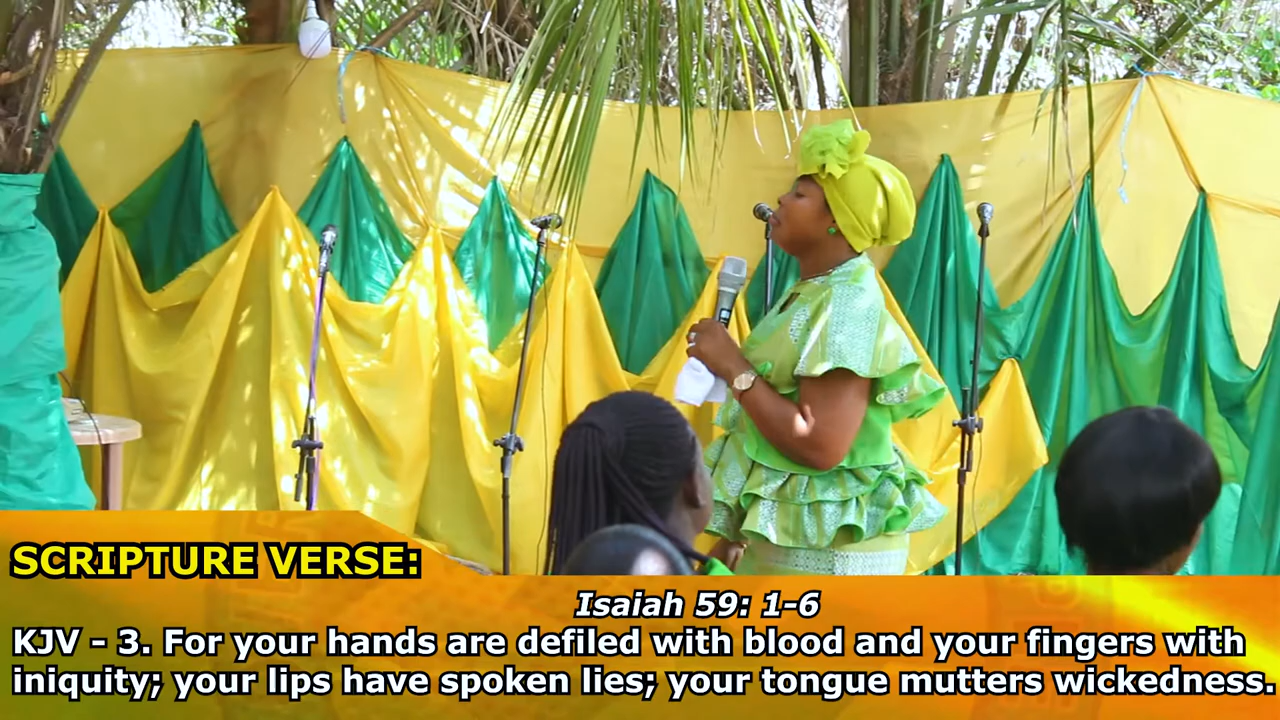 SCRIPTURE VERSE:
Isaiah 59: 1-6
KJV - 3. For your hands are defiled with blood and your fingers with
iniquity; your lips have spoken lies; your tongue mutters wickedness.